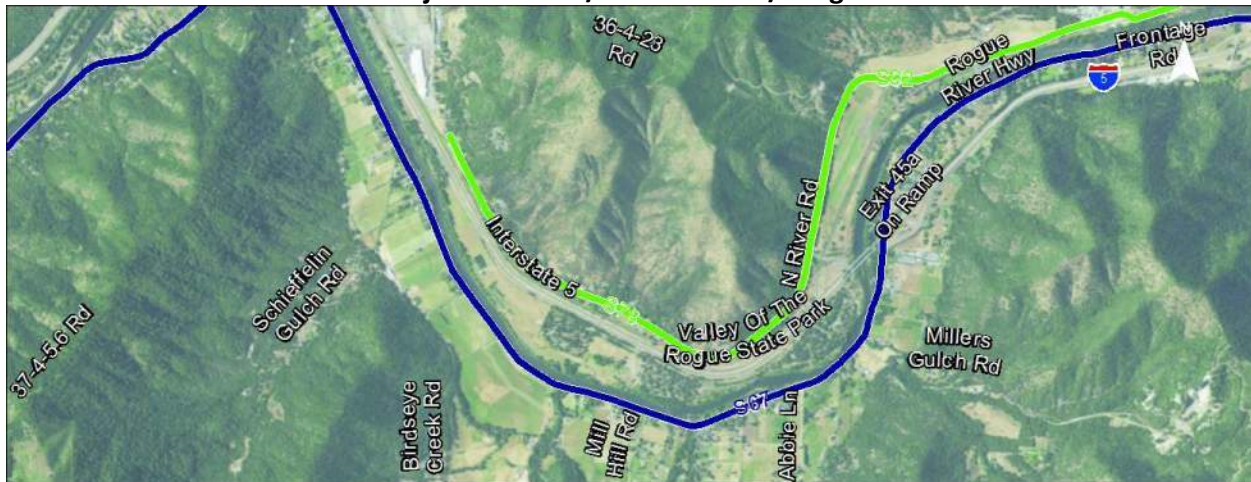 36-4-23
Rd
Rogue
River Hwy
Frontage
Rd
N
5
Exit 45a
On Ramp
N River Rd
Interstate 5
Valley Of The
Rogue State Park
Schieffelin
Gulch Rd
37-4-5.6 Rd
Millers
Gulch Rd
S 67
Birdseye
Creek Rd
Mill
Hill Rd
Abbie Ln